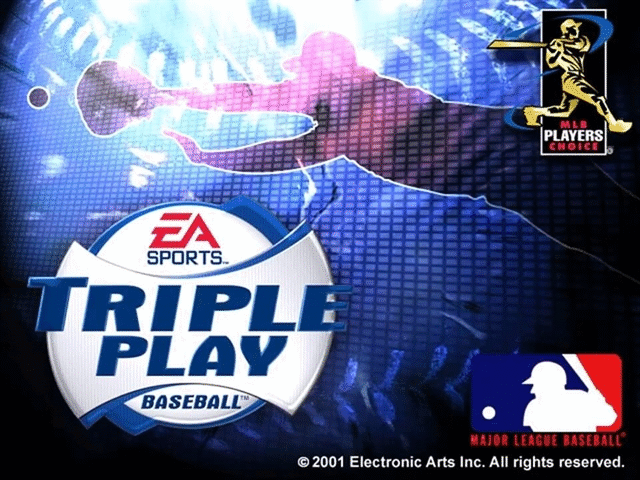 MLB
PLAYERS
CHOICE
EA
SPORTS™
TRIPLE
PLAY
BASEBALL™
MAJOR LEAGUE BASEBALL®
© 2001 Electronic Arts Inc. All rights reserved.